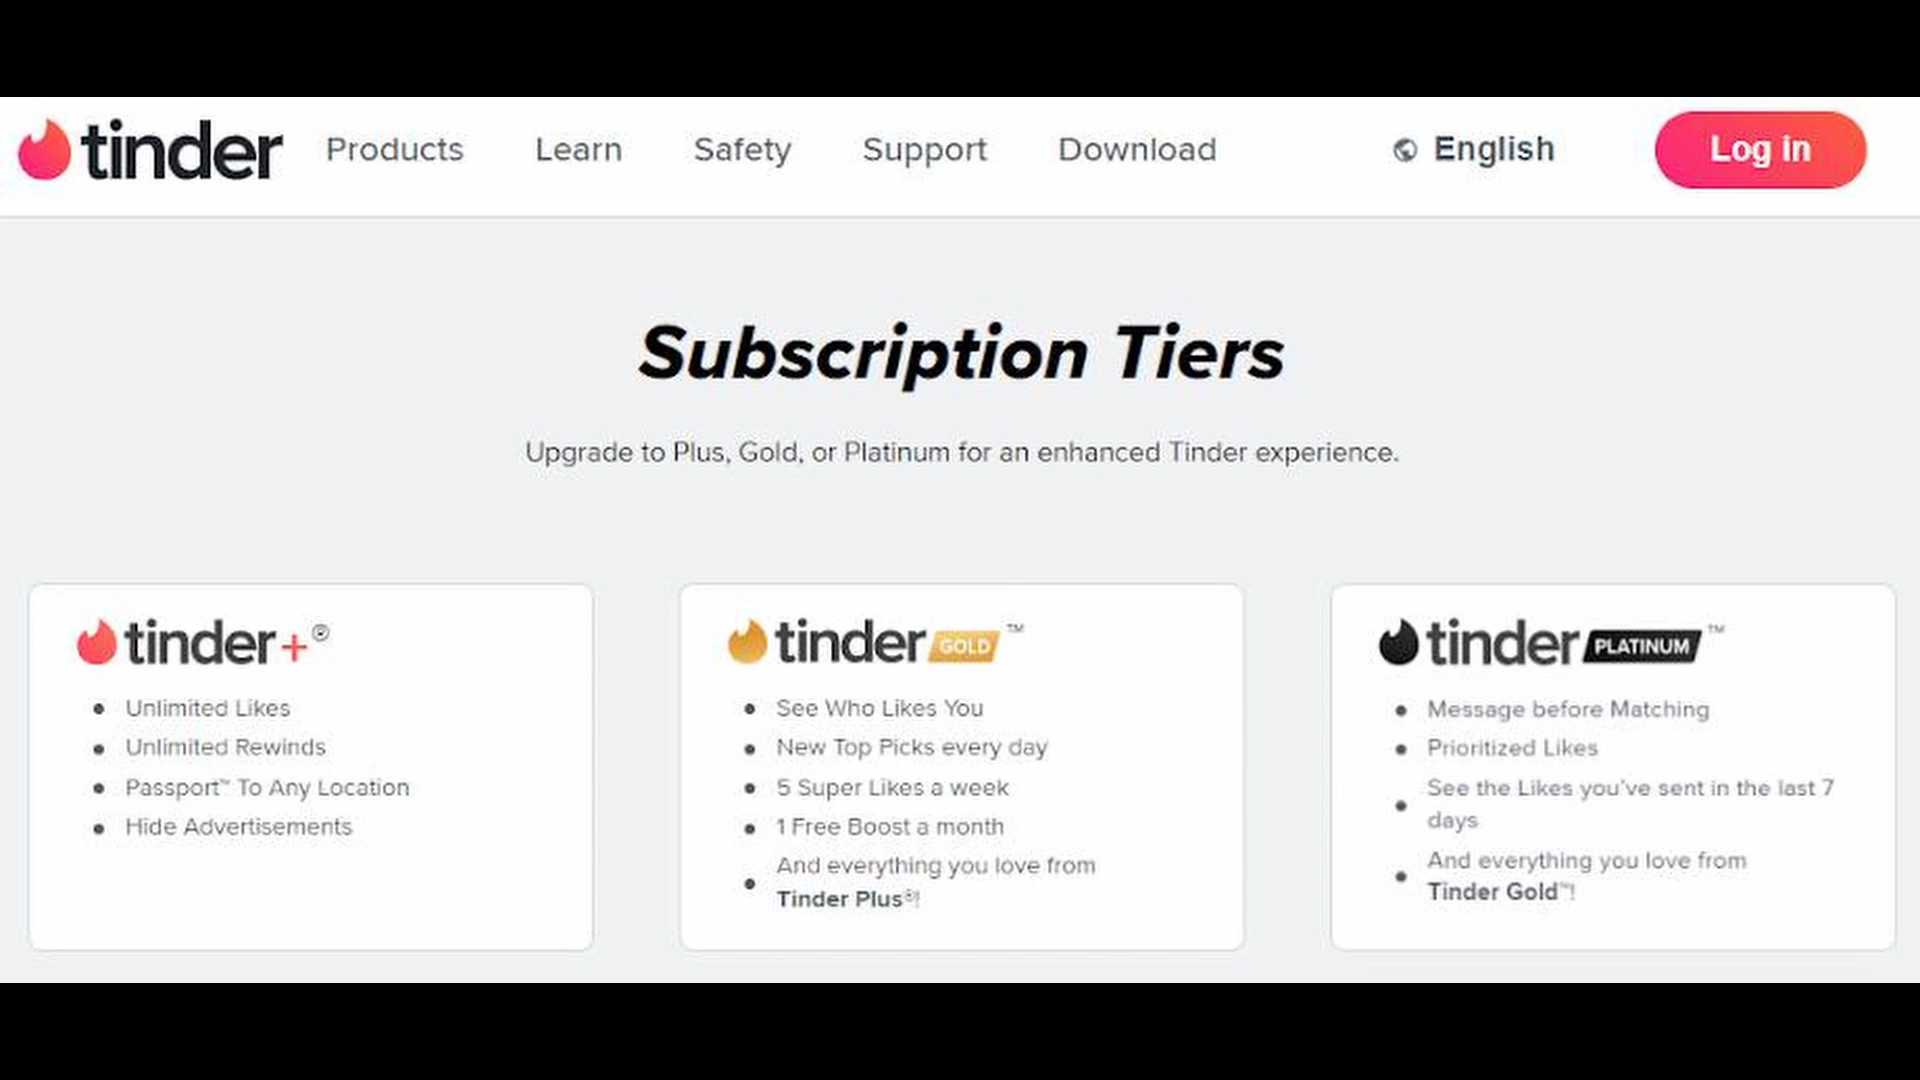 tinder Products Learn Safety Support Download English Log in
Subscription Tiers
Upgrade to Plus, Gold, or Platinum for an enhanced Tinder experience.
tinder+®
Unlimited Likes
Unlimited Rewinds
Passport™ To Any Location
Hide Advertisements
tinder GOLD™
See Who Likes You
New Top Picks every day
5 Super Likes a week
1 Free Boost a month
And everything you love from
Tinder Plus®!
tinder PLATINUM™
Message before Matching
Prioritized Likes
See the Likes you've sent in the last 7
days
And everything you love from
Tinder Gold™!